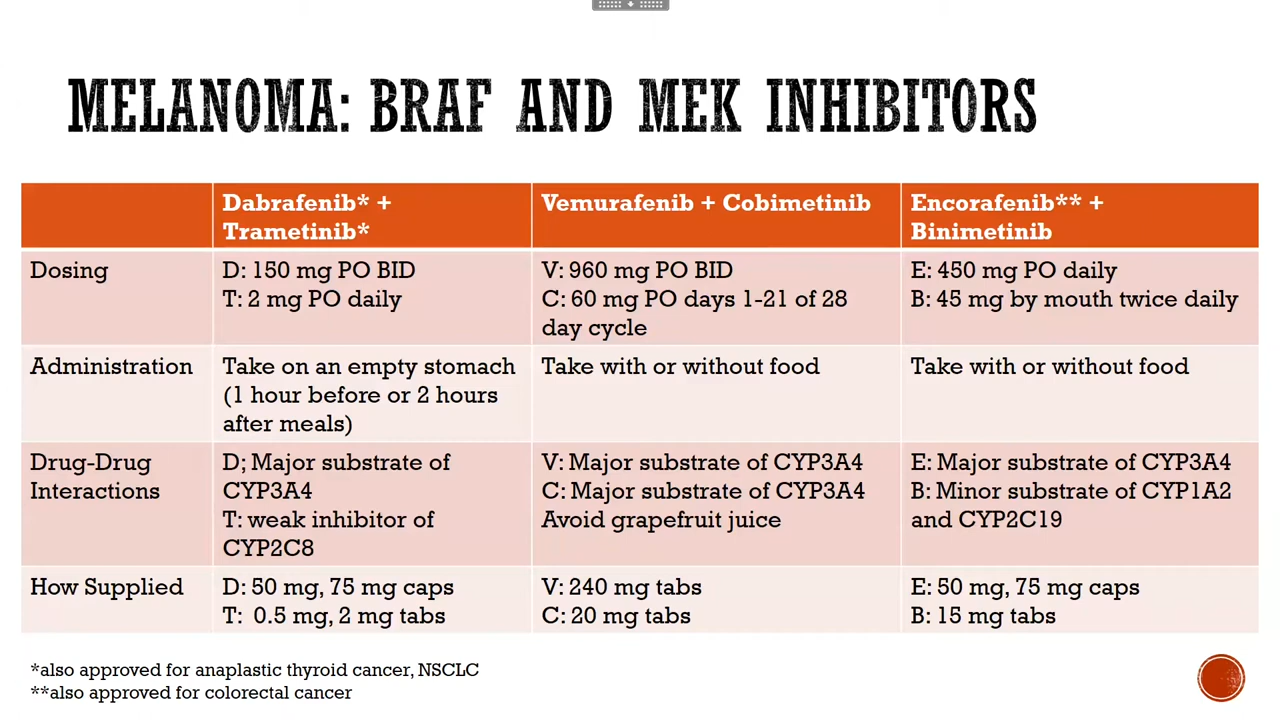 MELANOMA: BRAF AND MEK INHIBITORS
Dabrafenib* +
Trametinib*
Vemurafenib + Cobimetinib
Encorafenib** +
Binimetinib
Dosing
D: 150 mg PO BID
T: 2 mg PO daily
V: 960 mg PO BID
C: 60 mg PO days 1-21 of 28
day cycle
E: 450 mg PO daily
B: 45 mg by mouth twice daily
Administration
Take on an empty stomach
(1 hour before or 2 hours
after meals)
Take with or without food
Take with or without food
Drug-Drug
Interactions
D; Major substrate of
CYP3A4
T: weak inhibitor of
CYP2C8
V: Major substrate of CYP3A4
C: Major substrate of CYP3A4
Avoid grapefruit juice
E: Major substrate of CYP3A4
B: Minor substrate of CYP1A2
and CYP2C19
How Supplied
D: 50 mg, 75 mg caps
T: 0.5 mg, 2 mg tabs
V: 240 mg tabs
C: 20 mg tabs
E: 50 mg, 75 mg caps
B: 15 mg tabs
*also approved for anaplastic thyroid cancer, NSCLC
**also approved for colorectal cancer